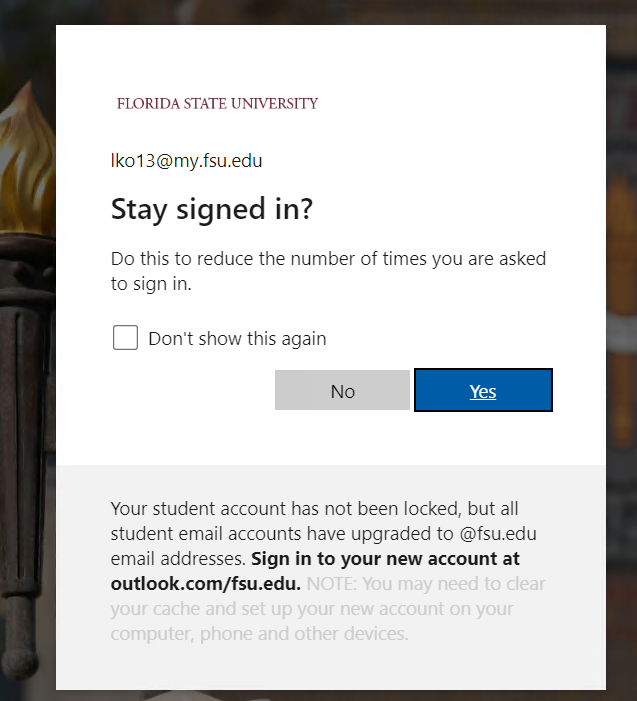 FLORIDA STATE UNIVERSITY
lko13@my.fsu.edu
Stay signed in?
Do this to reduce the number of times you are asked
to sign in.
Don't show this again
No
Yes
Your student account has not been locked, but all
student email accounts have upgraded to @fsu.edu
email addresses. Sign in to your new account at
outlook.com/fsu.edu. NOTE: You may need to clear
your cache and set up your new account on your
computer, phone and other devices.